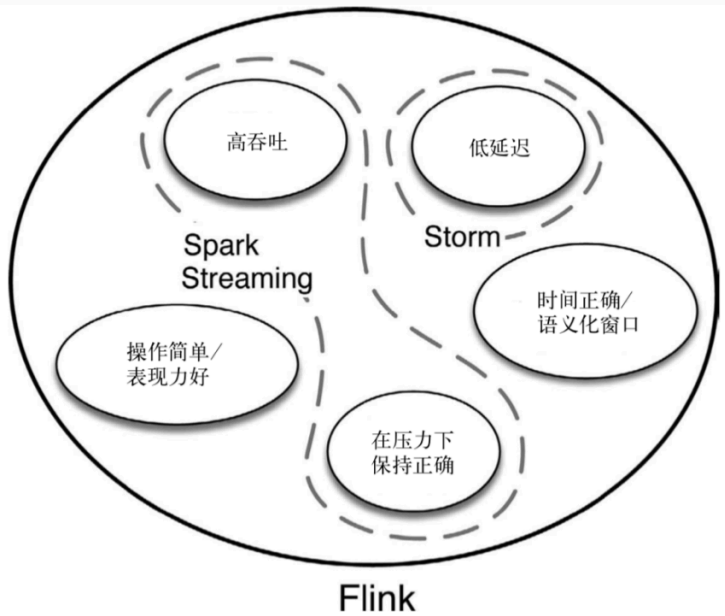 高吞吐
低延迟
Spark
Streaming
Storm
时间正确/
语义化窗口
操作简单/
表现力好
在压力下
保持正确
Flink